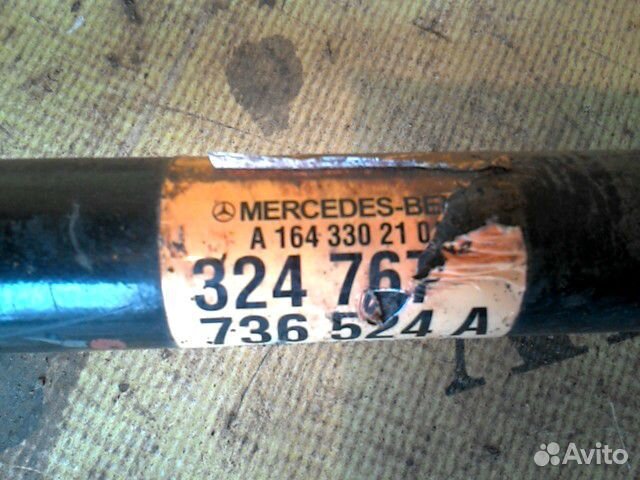 MERCEDES-BE
A 164 330 21 0
324 767
736 524 A
Avito